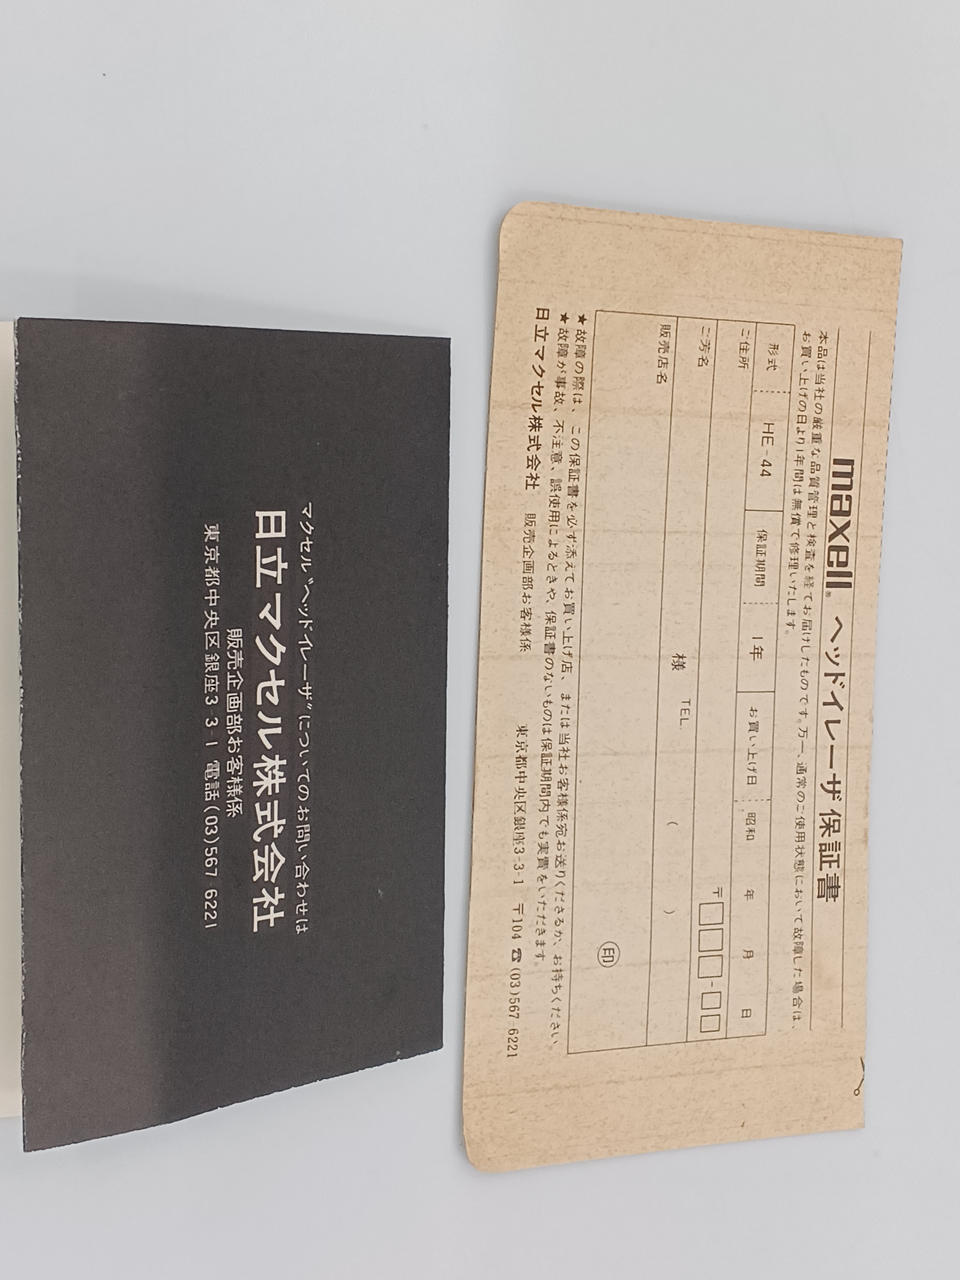 maxell® ヘッドイレーザ保証書
本品は当社の厳重な品質管理と検査を経てお届けしたものです。万一、通常のご使用状態において故障した場合は、
お買い上げの日より1年間は無償で修理いたします。
形式 HE-44 保証期間 1年 お買い上げ日 昭和 年 月 日
ご住所 〒
ご芳名 様 TEL. ( )
販売店名 印
★故障の際は、この保証書を必ず添えてお買い上げ店、または当社お客様係宛お送りくださるか、お持ちください。
★故障が事故、不注意、誤使用によるときや、保証書のないものは保証期間内でも実費をいただきます。
日立マクセル株式会社 販売企画部お客様係 東京都中央区銀座3-3-1 〒104 ☎(03)567-6221
マクセル“ヘッドイレーザ”についてのお問い合わせは
日立マクセル株式会社
販売企画部お客様係
東京都中央区銀座3-3-1 電話(03)567-6221